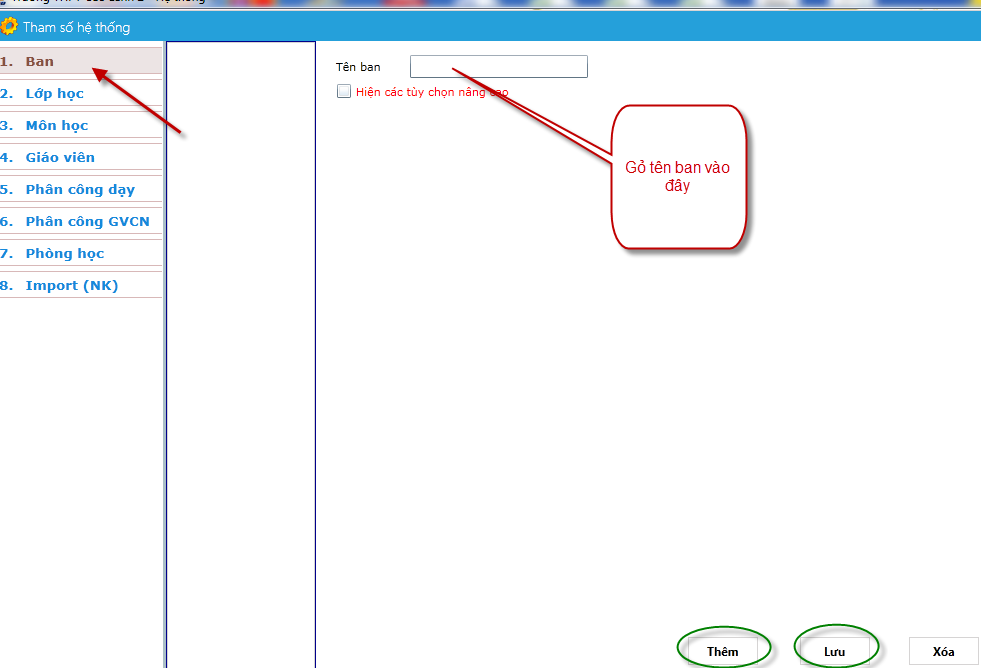 Tham số hệ thống
1. Ban
2. Lớp học
3. Môn học
4. Giáo viên
5. Phân công dạy
6. Phân công GVCN
7. Phòng học
8. Import (NK)
Tên ban
Hiện các tùy chọn nâng cao
Gỏ tên ban vào
đây
Thêm
Lưu
Xóa